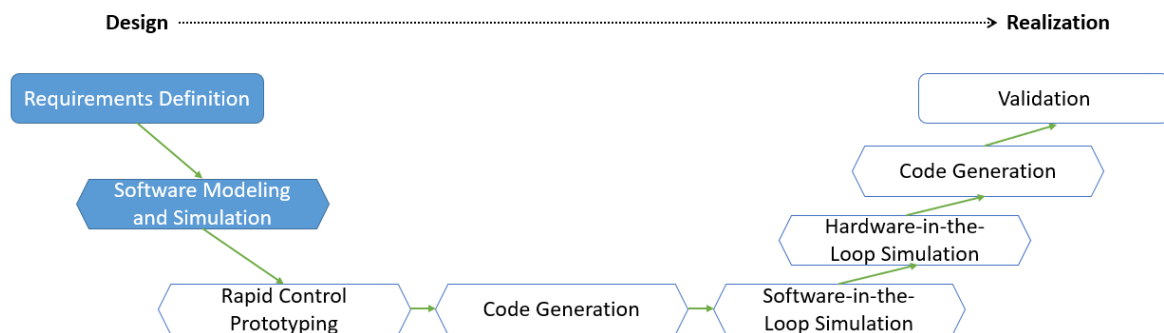 Design
Realization
Requirements Definition
Validation
Code Generation
Software Modeling
and Simulation
Hardware-in-the-
Loop Simulation
Rapid Control
Prototyping
Code Generation
Software-in-the-
Loop Simulation